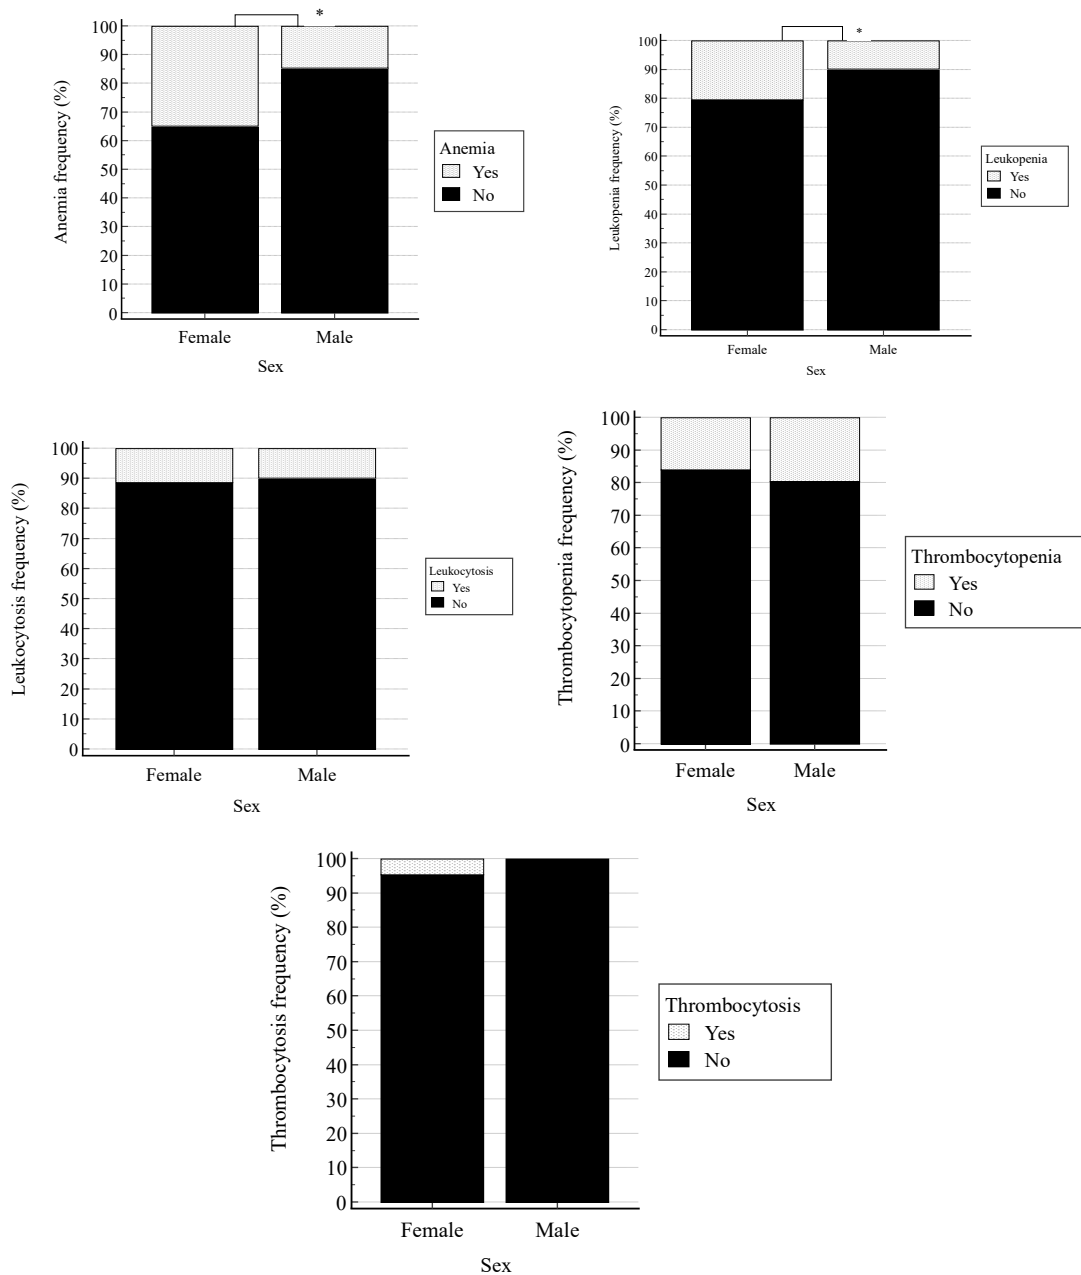 *
100
90
80
70
60
50
40
30
20
10
0
Anemia frequency (%)
Female Male
Sex
Anemia
Yes
No
*
100
90
80
70
60
50
40
30
20
10
0
Leukopenia frequency (%)
Female Male
Sex
Leukopenia
Yes
No
100
90
80
70
60
50
40
30
20
10
0
Leukocytosis frequency (%)
Female Male
Sex
Leukocytosis
Yes
No
100
90
80
70
60
50
40
30
20
10
0
Thrombocytopenia frequency (%)
Female Male
Sex
Thrombocytopenia
Yes
No
100
90
80
70
60
50
40
30
20
10
0
Thrombocytosis frequency (%)
Female Male
Sex
Thrombocytosis
Yes
No